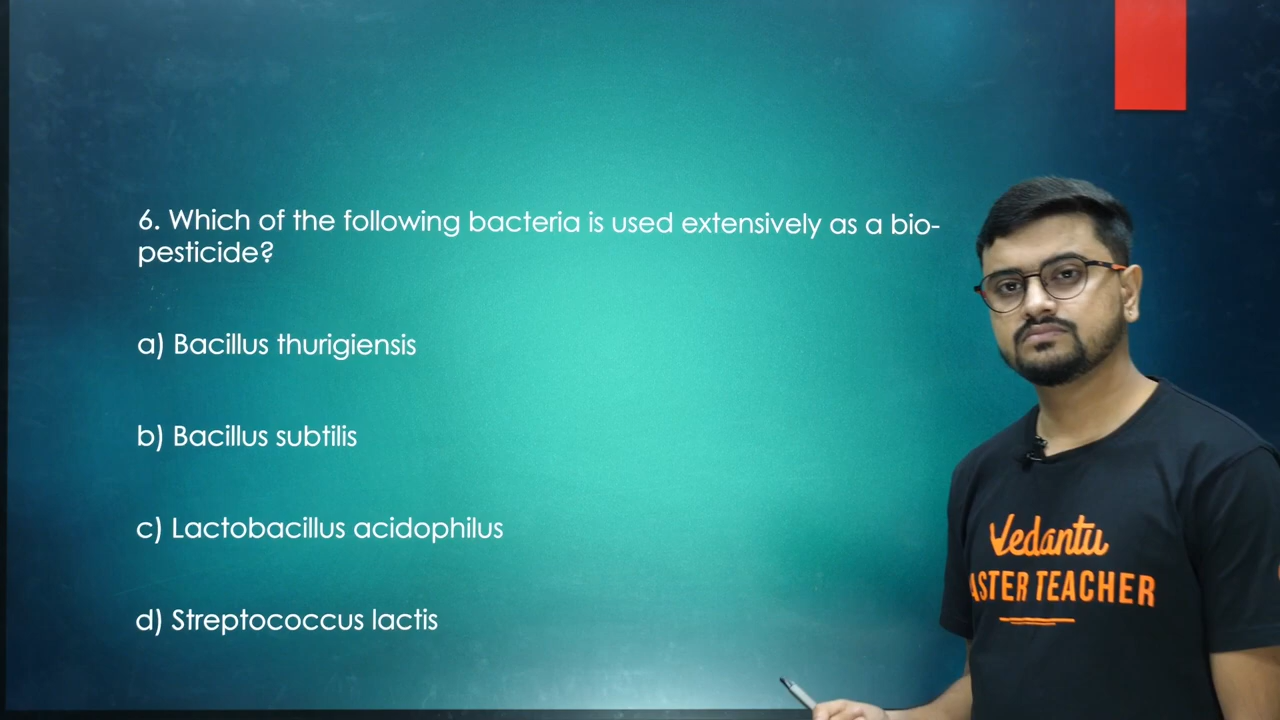 6. Which of the following bacteria is used extensively as a bio-
pesticide?
a) Bacillus thurigiensis
b) Bacillus subtilis
c) Lactobacillus acidophilus
d) Streptococcus lactis
Vedantu
ASTER TEACHER